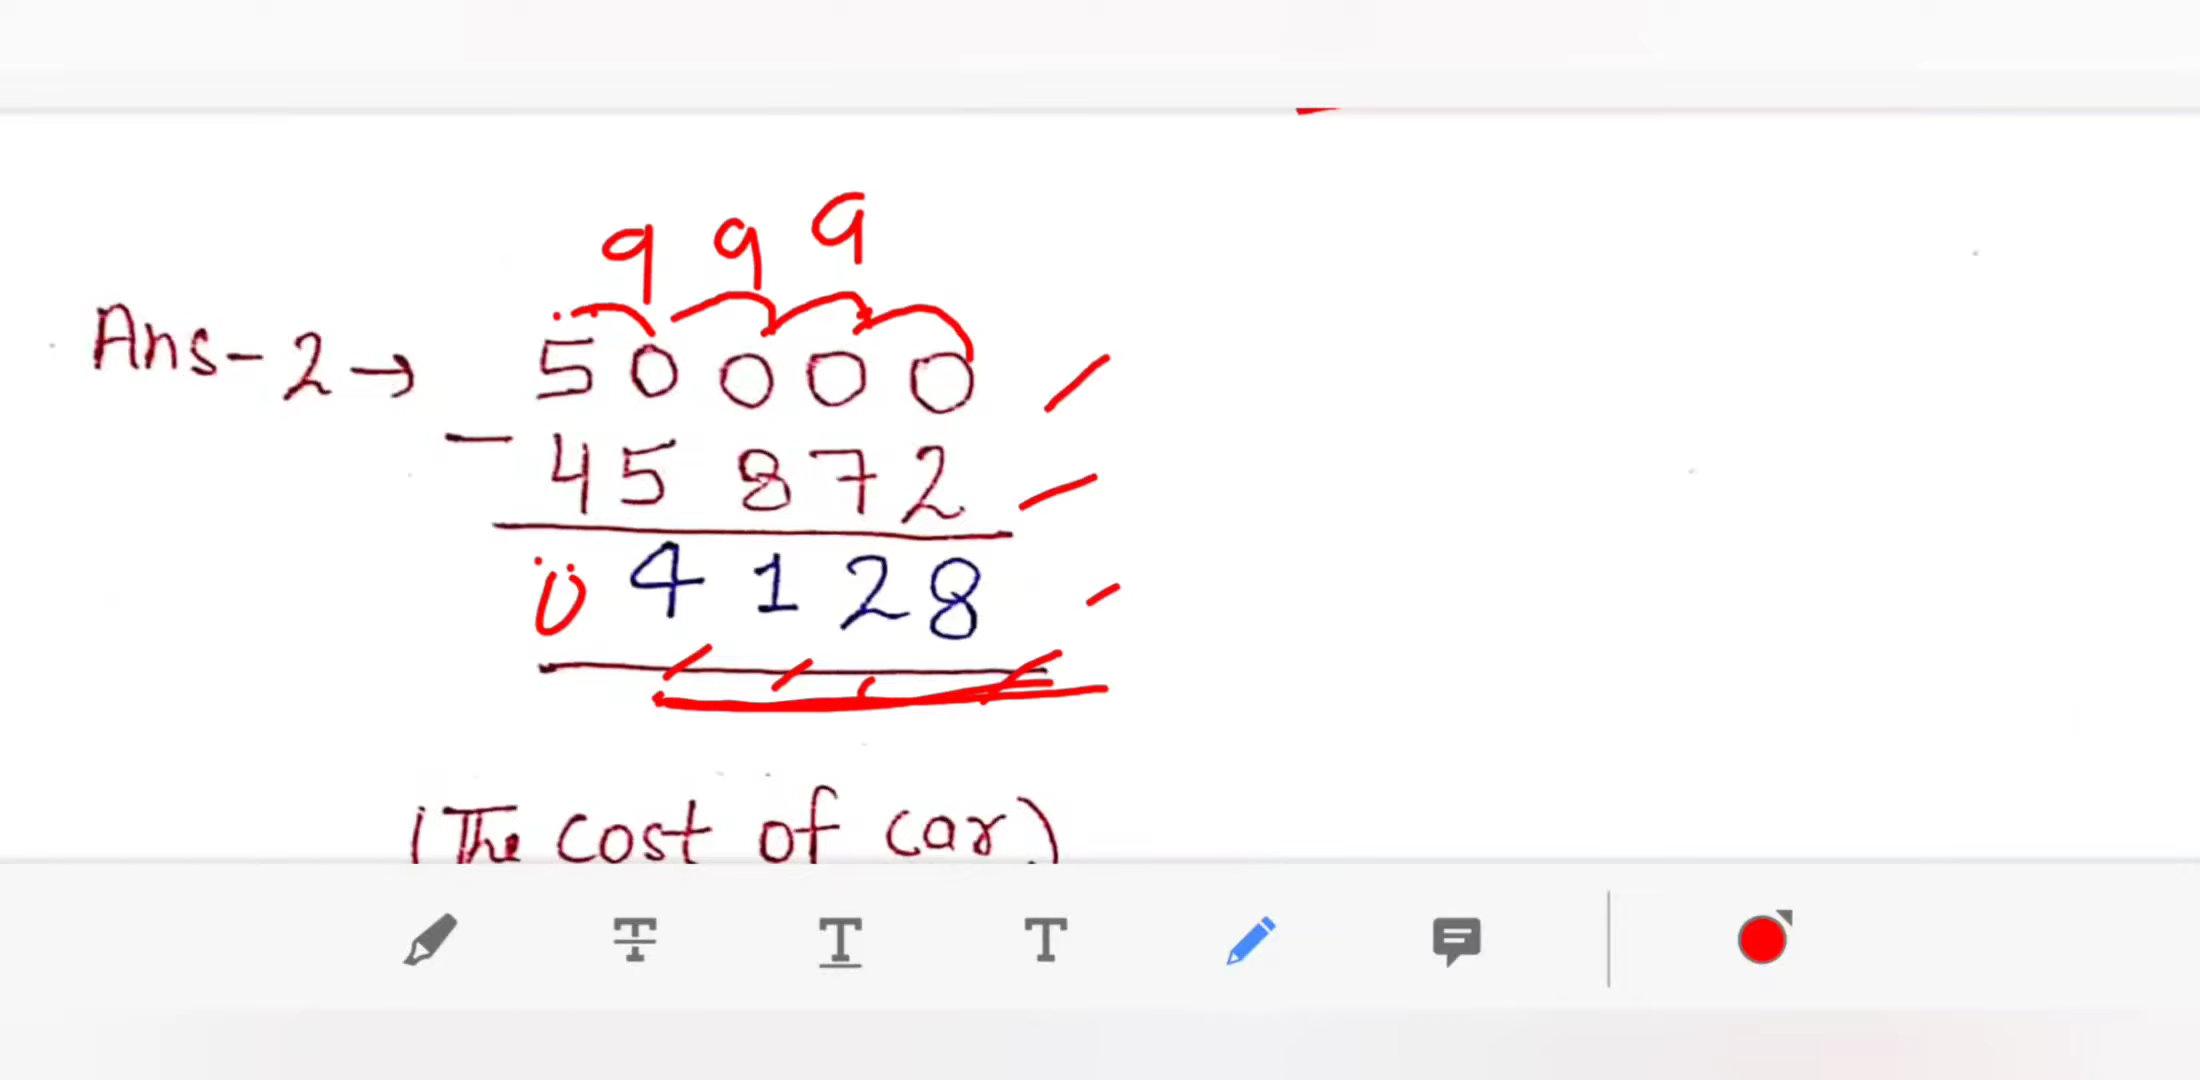 9 9 9
Ans-2→ 50000
- 45872
04128
(The cost of car)